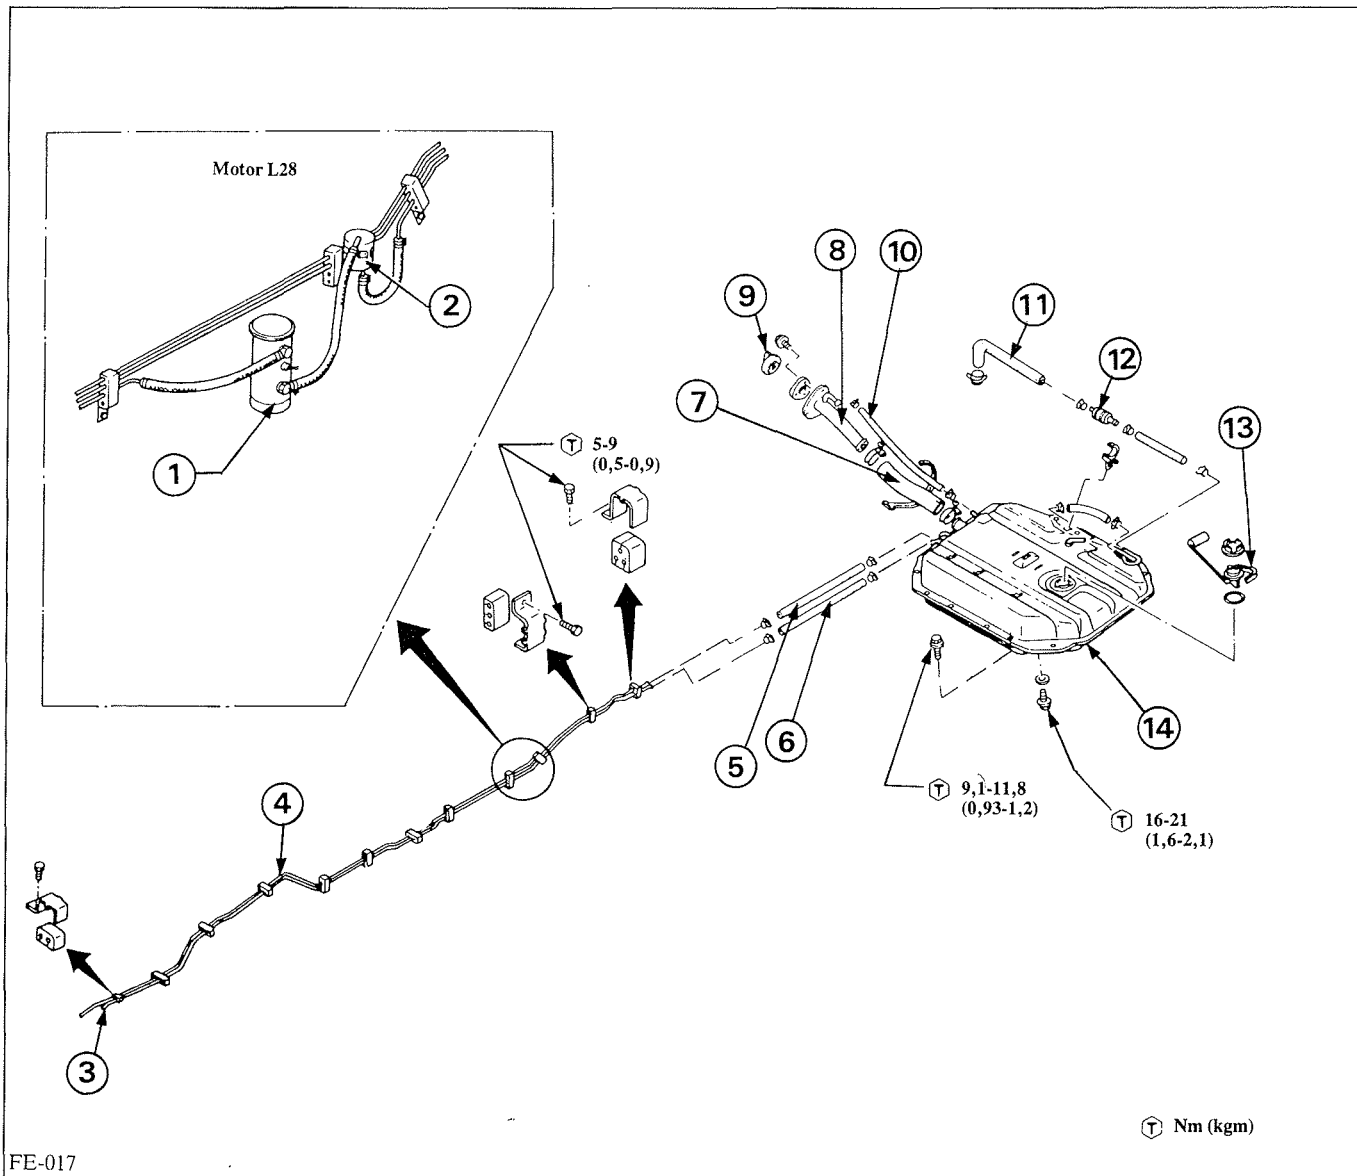 Motor L28
1
2
3
4
5
6
7
8
9
10
11
12
13
14
T 5-9
(0,5-0,9)
T 9,1-11,8
(0,93-1,2)
T 16-21
(1,6-2,1)
T Nm (kgm)
FE-017